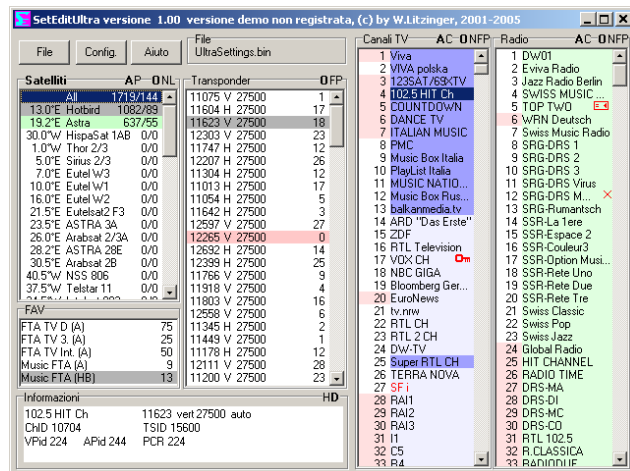 SetEditUltra versione 1.00 versione demo non registrata, (c) by W.Litzinger, 2001-2005
File
Config.
Aiuto
File
UltraSettings.bin
Satelliti AP ONL
All 1719/144
13.0°E Hotbird 1082/89
19.2°E Astra 637/55
30.0°W HispaSat 1AB 0/0
1.0°W Thor 2/3 0/0
5.0°E Sirius 2/3 0/0
7.0°E Eutel W3 0/0
10.0°E Eutel W1 0/0
16.0°E Eutel W2 0/0
21.5°E Eutelsat2 F3 0/0
23.5°E ASTRA 3A 0/0
26.0°E Arabsat 2/3A 0/0
28.2°E ASTRA 28E 0/0
30.5°E Arabsat 2B 0/0
40.5°W NSS 806 0/0
37.5°W Telstar 11 0/0
FAV
FTA TV D (A) 75
FTA TV 3. (A) 25
FTA TV Int. (A) 50
Music FTA (A) 9
Music FTA (HB) 13
Transponder OFP
11075 V 27500 1
11604 H 27500 17
11623 V 27500 18
12303 V 27500 23
11747 H 27500 12
12207 H 27500 26
11304 H 27500 12
11013 H 27500 17
11054 H 27500 5
11642 H 27500 3
12597 V 27500 27
12265 V 27500 0
12692 H 27500 14
12399 H 27500 25
11766 V 27500 9
11918 V 27500 4
11803 V 27500 16
12558 V 27500 6
11345 H 27500 2
11449 V 27500 1
11178 H 27500 12
12111 V 27500 28
11200 V 27500 23
Informazioni HD
102.5 HIT Ch 11623 vert 27500 auto
ChID 10704 TSID 15600
VPid 224 APid 244 PCR 224
Canali TV AC ONFP
1 Viva
2 VIVA polska
3 123SAT/69XTV
4 102.5 HIT Ch
5 COUNTDOWN
6 DANCE TV
7 ITALIAN MUSIC
8 PMC
9 Music Box Italia
10 PlayList Italia
11 MUSIC NATIO...
12 Music Box Rus...
13 balkanmedia.tv
14 ARD "Das Erste"
15 ZDF
16 RTL Television
17 VOX CH
18 NBC GIGA
19 Bloomberg Ger...
20 EuroNews
21 tv.nrw
22 RTL CH
23 RTL 2 CH
24 DW-TV
25 Super RTL CH
26 TERRA NOVA
27 SF i
28 RAI1
29 RAI2
30 RAI3
31 I1
32 C5
33 R4
Radio AC ONFP
1 DW01
2 Eviva Radio
3 Jazz Radio Berlin
4 SWISS MUSIC ...
5 TOP TWO
6 WRN Deutsch
7 Swiss Music Radio
8 SRG-DRS 1
9 SRG-DRS 2
10 SRG-DRS 3
11 SRG-DRS Virus
12 SRG-DRS M...
13 SRG-Rumantsch
14 SSR-La 1ere
15 SSR-Espace 2
16 SSR-Couleur3
17 SSR-Option Musi...
18 SSR-Rete Uno
19 SSR-Rete Due
20 SSR-Rete Tre
21 Swiss Classic
22 Swiss Pop
23 Swiss Jazz
24 Global Radio
25 HIT CHANNEL
26 RADIO TIME
27 DRS-MA
28 DRS-DI
29 DRS-MC
30 DRS-CO
31 RTL 102.5
32 R.CLASSICA
33 RADIODUE